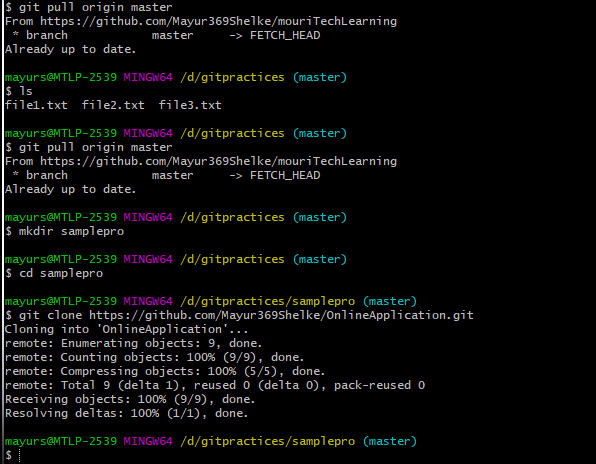 $ git pull origin master
From https://github.com/Mayur369Shelke/mouriTechLearning
 * branch            master     -> FETCH_HEAD
Already up to date.
mayurs@MTLP-2539 MINGW64 /d/gitpractices (master)
$ ls
file1.txt  file2.txt  file3.txt
mayurs@MTLP-2539 MINGW64 /d/gitpractices (master)
$ git pull origin master
From https://github.com/Mayur369Shelke/mouriTechLearning
 * branch            master     -> FETCH_HEAD
Already up to date.
mayurs@MTLP-2539 MINGW64 /d/gitpractices (master)
$ mkdir samplepro
mayurs@MTLP-2539 MINGW64 /d/gitpractices (master)
$ cd samplepro
mayurs@MTLP-2539 MINGW64 /d/gitpractices/samplepro (master)
$ git clone https://github.com/Mayur369Shelke/OnlineApplication.git
Cloning into 'OnlineApplication'...
remote: Enumerating objects: 9, done.
remote: Counting objects: 100% (9/9), done.
remote: Compressing objects: 100% (5/5), done.
remote: Total 9 (delta 1), reused 0 (delta 0), pack-reused 0
Receiving objects: 100% (9/9), done.
Resolving deltas: 100% (1/1), done.
mayurs@MTLP-2539 MINGW64 /d/gitpractices/samplepro (master)
$